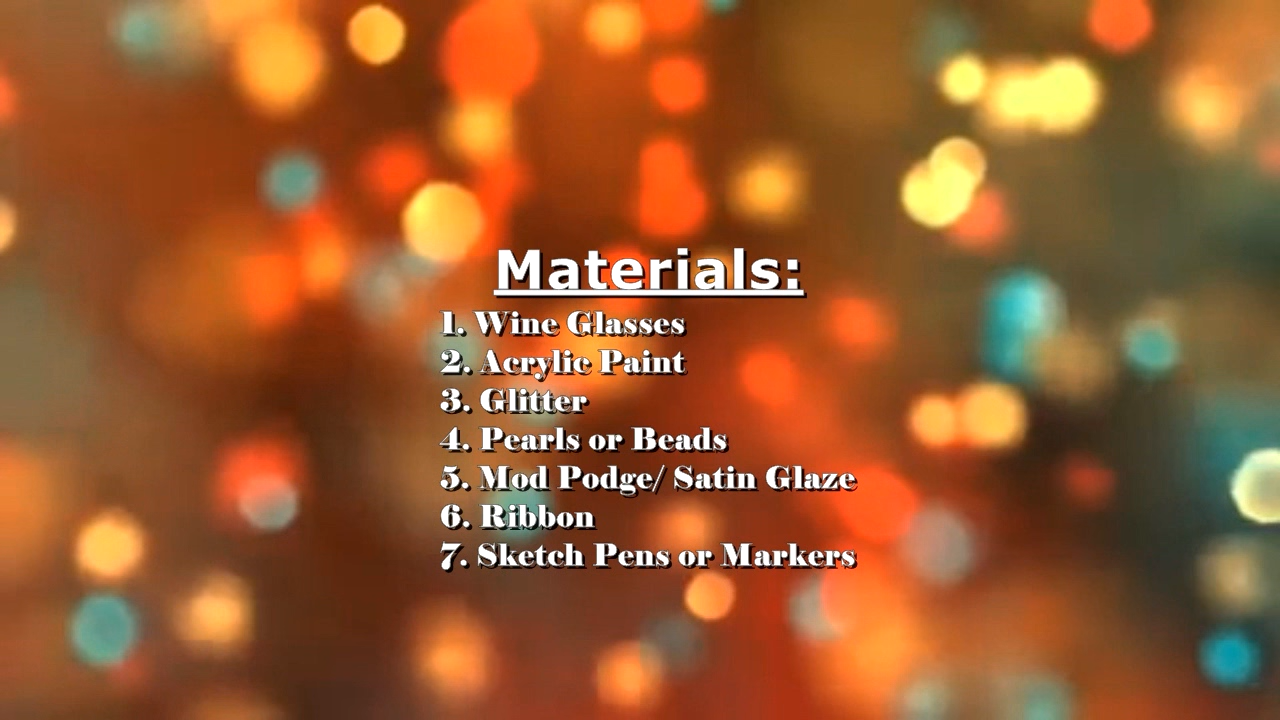 Materials:
1. Wine Glasses
2. Acrylic Paint
3. Glitter
4. Pearls or Beads
5. Mod Podge/ Satin Glaze
6. Ribbon
7. Sketch Pens or Markers